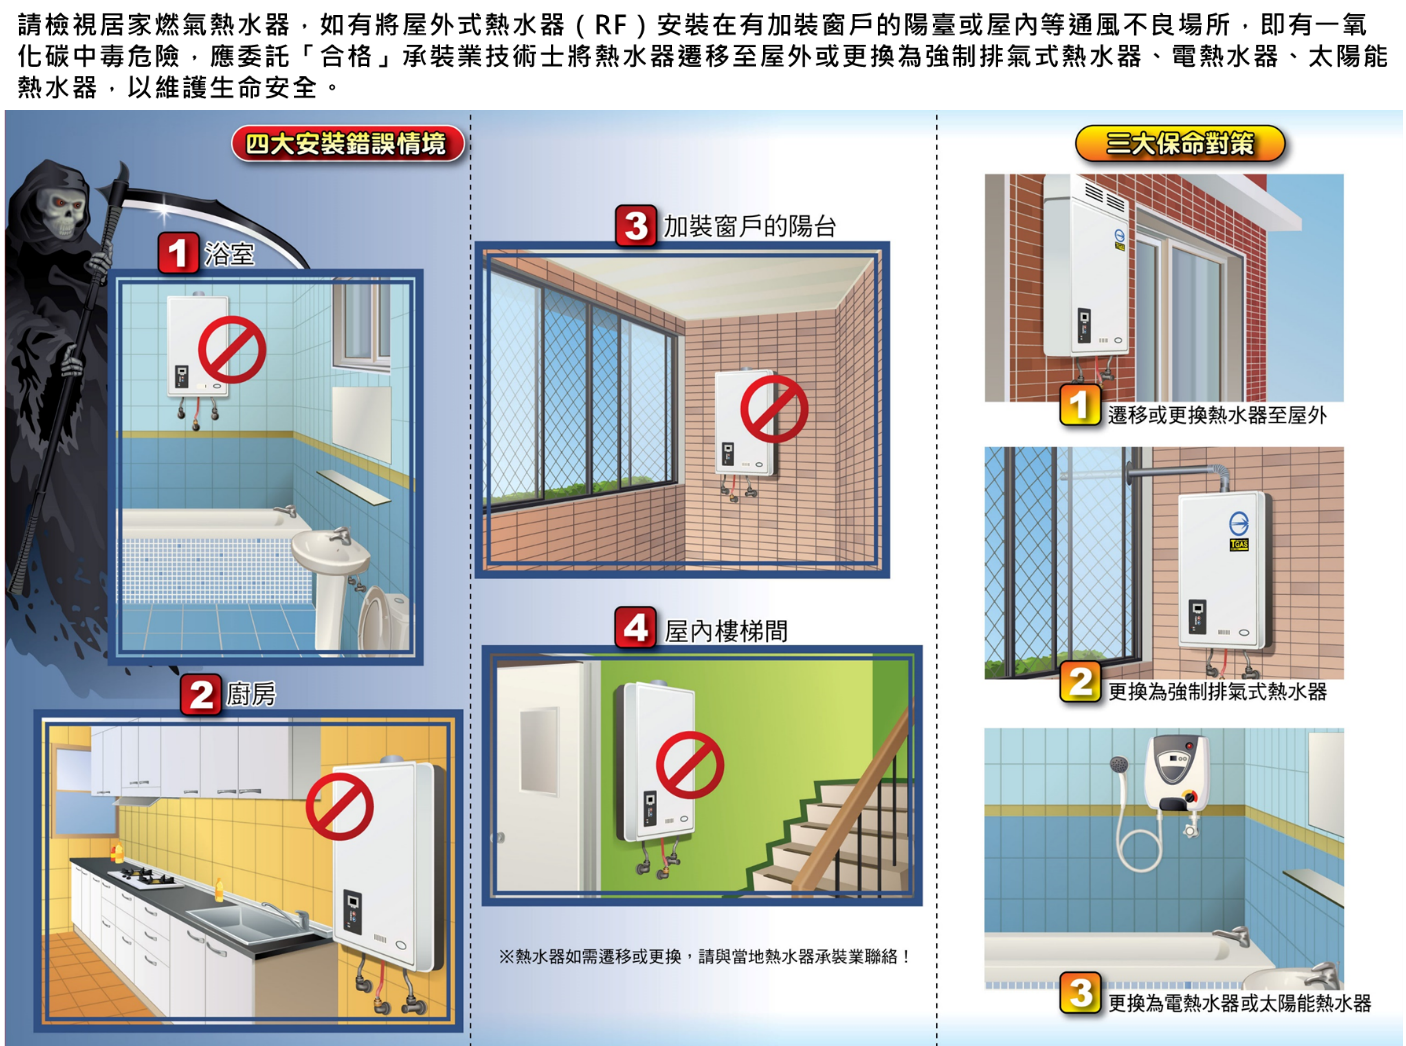 請檢視居家燃氣熱水器，如有將屋外式熱水器（RF）安裝在有加裝窗戶的陽臺或屋內等通風不良場所，即有一氧
化碳中毒危險，應委託「合格」承裝業技術士將熱水器遷移至屋外或更換為強制排氣式熱水器、電熱水器、太陽能
熱水器，以維護生命安全。
四大安裝錯誤情境
1 浴室
2 廚房
3 加裝窗戶的陽台
4 屋內樓梯間
※熱水器如需遷移或更換，請與當地熱水器承裝業聯絡！
三大保命對策
1 遷移或更換熱水器至屋外
TGAS
2 更換為強制排氣式熱水器
3 更換為電熱水器或太陽能熱水器